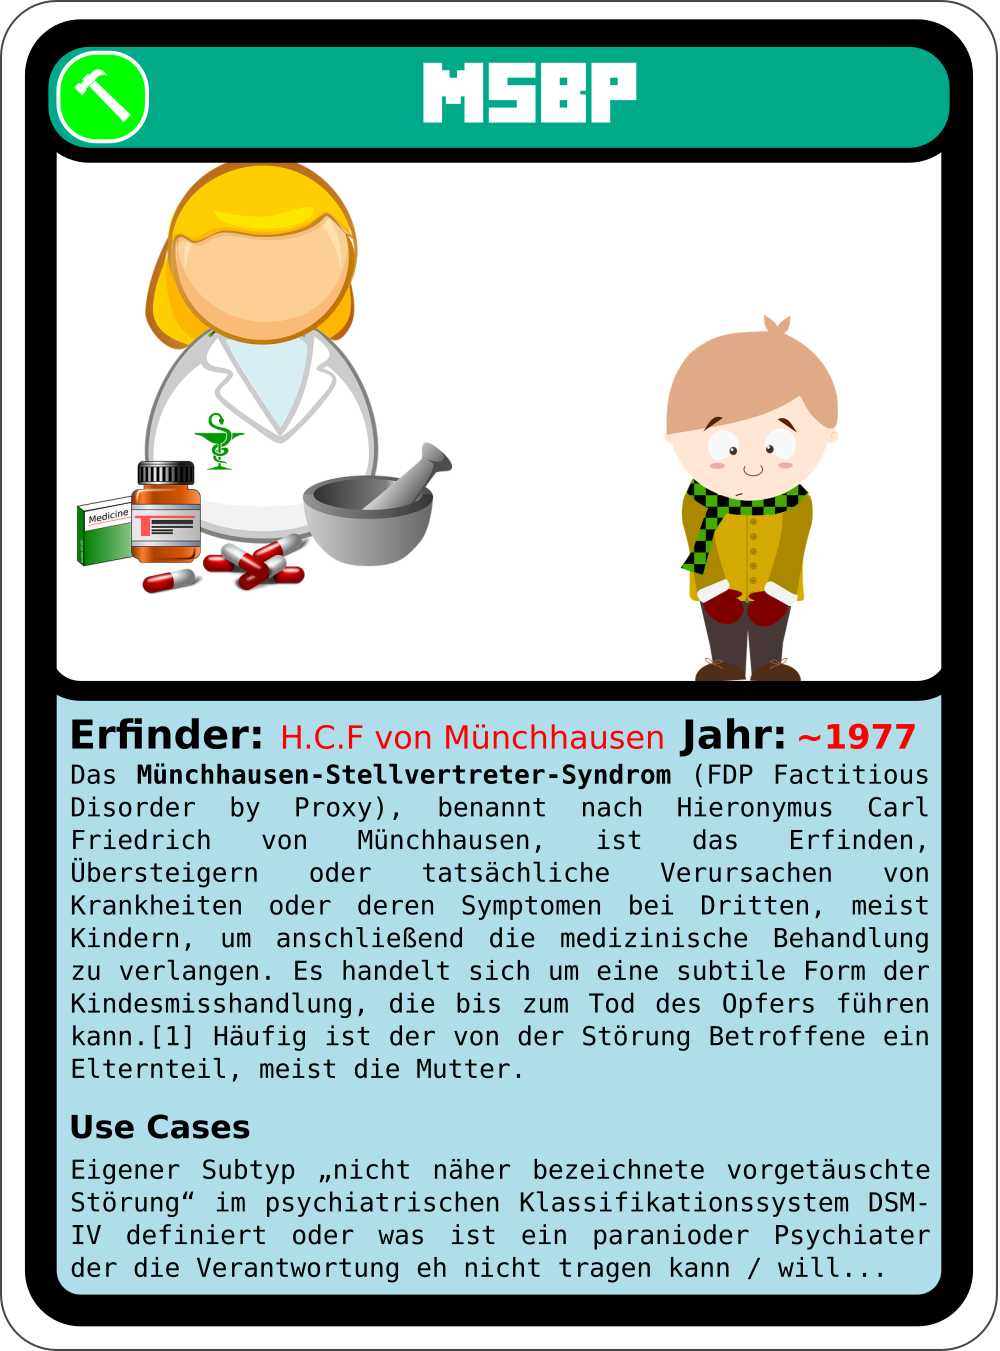 MSBP
Medicine
Erfinder: H.C.F von Münchhausen Jahr: ~1977
Das Münchhausen-Stellvertreter-Syndrom (FDP Factitious
Disorder by Proxy), benannt nach Hieronymus Carl
Friedrich von Münchhausen, ist das Erfinden,
Übersteigern oder tatsächliche Verursachen von
Krankheiten oder deren Symptomen bei Dritten, meist
Kindern, um anschließend die medizinische Behandlung
zu verlangen. Es handelt sich um eine subtile Form der
Kindesmisshandlung, die bis zum Tod des Opfers führen
kann.[1] Häufig ist der von der Störung Betroffene ein
Elternteil, meist die Mutter.
Use Cases
Eigener Subtyp „nicht näher bezeichnete vorgetäuschte
Störung“ im psychiatrischen Klassifikationssystem DSM-
IV definiert oder was ist ein paranioder Psychiater
der die Verantwortung eh nicht tragen kann / will...